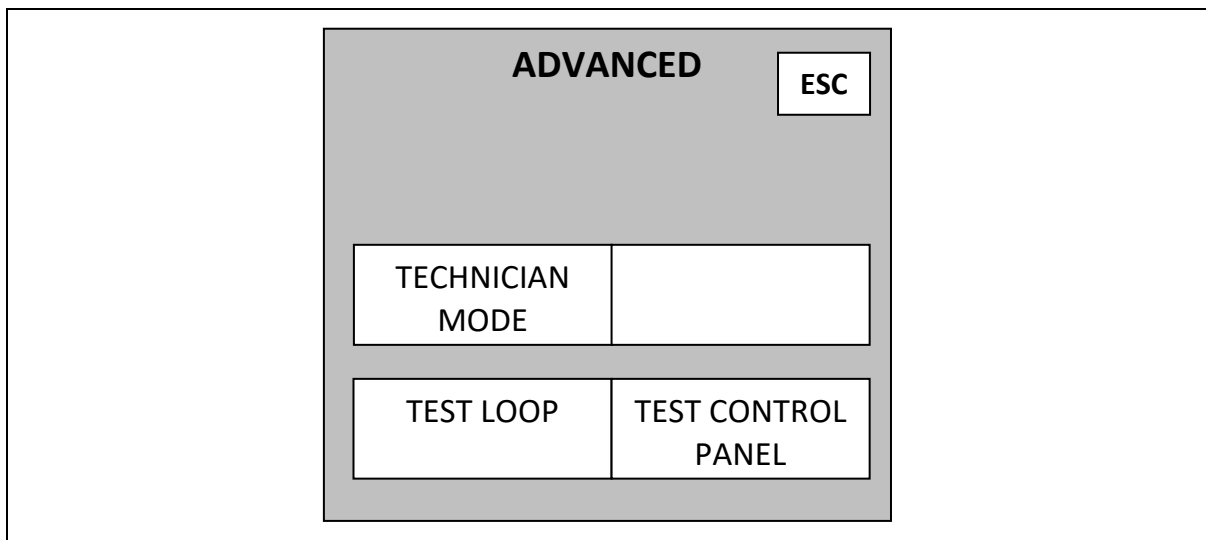 ADVANCED
ESC
TECHNICIAN
MODE
TEST LOOP
TEST CONTROL
PANEL